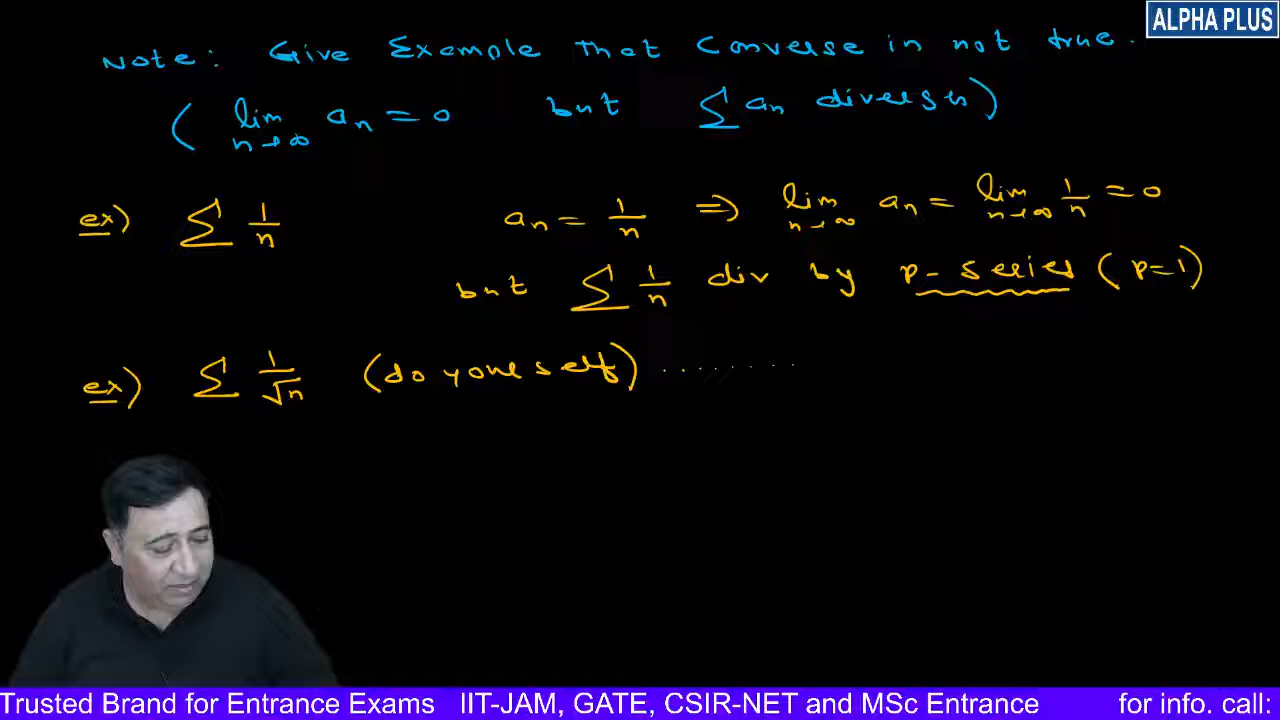 ALPHA PLUS
Note: Give Example That Converse is not true.
( lim n→∞ an = 0 but ∑ an diverges )
ex) ∑ 1/n an = 1/n ⇒ lim n→∞ an = lim n→∞ 1/n = 0
but ∑ 1/n div by p-series (p=1)
ex) ∑ 1/√n (do yourself) ........
Trusted Brand for Entrance Exams IIT-JAM, GATE, CSIR-NET and MSc Entrance for info. call: